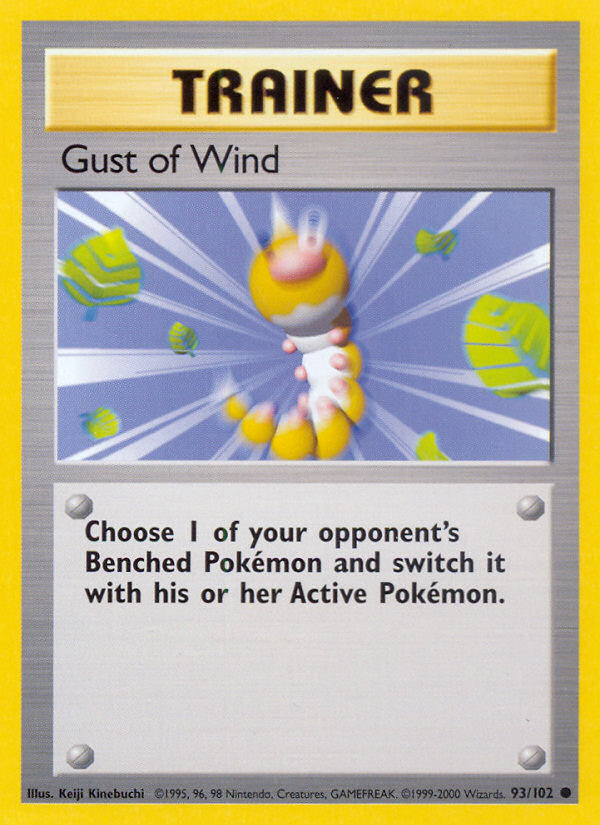 TRAINER
Gust of Wind
Choose 1 of your opponent's
Benched Pokémon and switch it
with his or her Active Pokémon.
Illus. Keiji Kinebuchi ©1995, 96, 98 Nintendo, Creatures, GAMEFREAK. ©1999-2000 Wizards. 93/102 ●